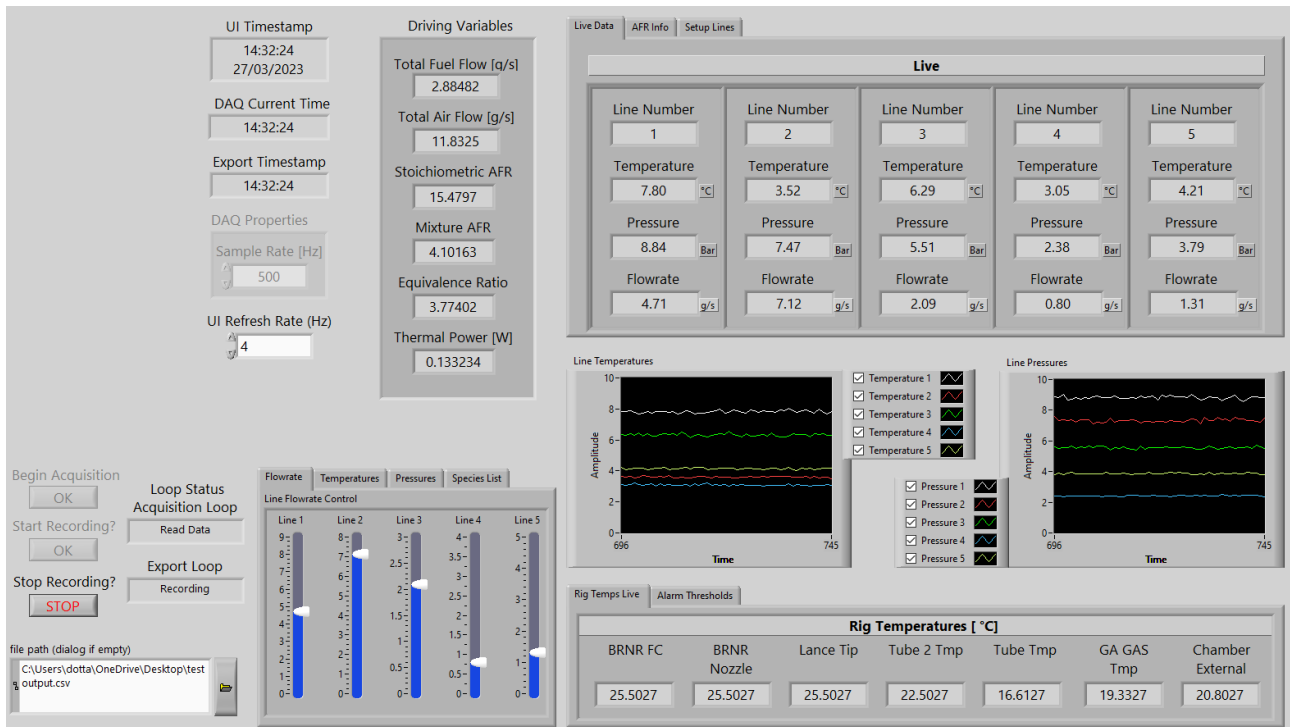 UI Timestamp
14:32:24
27/03/2023
DAQ Current Time
14:32:24
Export Timestamp
14:32:24
DAQ Properties
Sample Rate [Hz]
500
UI Refresh Rate (Hz)
4
Driving Variables
Total Fuel Flow [g/s]
2.88482
Total Air Flow [g/s]
11.8325
Stoichiometric AFR
15.4797
Mixture AFR
4.10163
Equivalence Ratio
3.77402
Thermal Power [W]
0.133234
Live Data AFR Info Setup Lines
Live
Line Number Line Number Line Number Line Number Line Number
1 2 3 4 5
Temperature Temperature Temperature Temperature Temperature
7.80 °C 3.52 °C 6.29 °C 3.05 °C 4.21 °C
Pressure Pressure Pressure Pressure Pressure
8.84 Bar 7.47 Bar 5.51 Bar 2.38 Bar 3.79 Bar
Flowrate Flowrate Flowrate Flowrate Flowrate
4.71 g/s 7.12 g/s 2.09 g/s 0.80 g/s 1.31 g/s
Line Temperatures
10-
8-
6-
4-
2-
0-
Amplitude
696 745
Time
Temperature 1
Temperature 2
Temperature 3
Temperature 4
Temperature 5
Line Pressures
10-
8-
6-
4-
2-
0-
Amplitude
696 745
Time
Pressure 1
Pressure 2
Pressure 3
Pressure 4
Pressure 5
Begin Acquisition
OK
Start Recording?
OK
Stop Recording?
STOP
Loop Status
Acquisition Loop
Read Data
Export Loop
Recording
file path (dialog if empty)
C:\Users\dotta\OneDrive\Desktop\test
output.csv
Flowrate Temperatures Pressures Species List
Line Flowrate Control
Line 1 Line 2 Line 3 Line 4 Line 5
9-
8-
7-
6-
5-
4-
3-
2-
1-
0-
8-
7-
6-
5-
4-
3-
2-
1-
0-
3-
2.5-
2-
1.5-
1-
0.5-
0-
4-
3.5-
3-
2.5-
2-
1.5-
1-
0.5-
0-
5-
4-
3-
2-
1-
0-
Rig Temps Live Alarm Thresholds
Rig Temperatures [ °C]
BRNR FC BRNR Nozzle Lance Tip Tube 2 Tmp Tube Tmp GA GAS Tmp Chamber External
25.5027 25.5027 25.5027 22.5027 16.6127 19.3327 20.8027